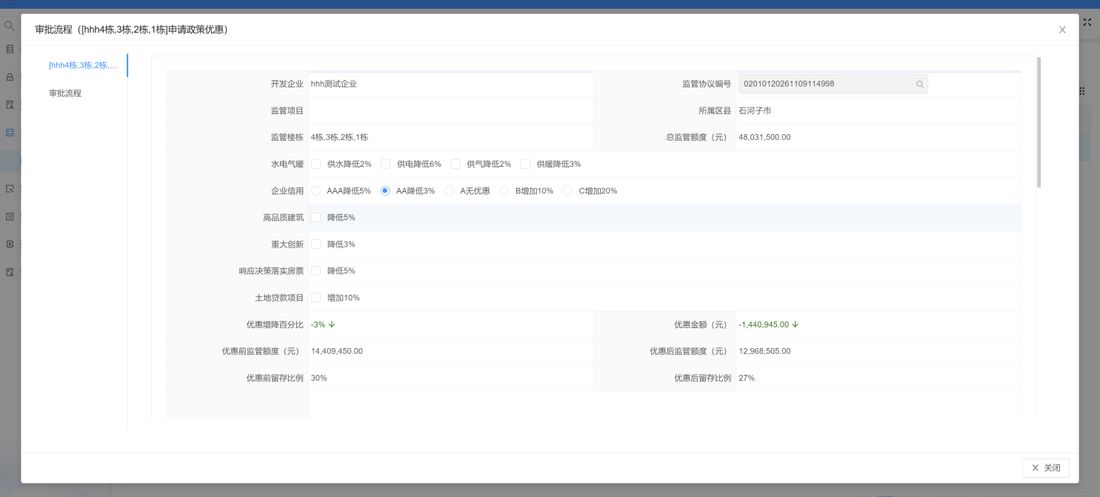 审批流程（[hhh4栋,3栋,2栋,1栋]申请政策优惠）
[hhh4栋,3栋,2栋,...
审批流程
开发企业 hhh测试企业 监管协议编号 02010120261109114998
监管项目 所属区县 石河子市
监管楼栋 4栋,3栋,2栋,1栋 总监管额度（元） 48,031,500.00
水电气暖 供水降低2% 供电降低6% 供气降低2% 供暖降低3%
企业信用 AAA降低5% AA降低3% A无优惠 B增加10% C增加20%
高品质建筑 降低5%
重大创新 降低3%
响应决策落实房票 降低5%
土地贷款项目 增加10%
优惠增降百分比 -3% 优惠金额（元） -1,440,945.00
优惠前监管额度（元） 14,409,450.00 优惠后监管额度（元） 12,968,505.00
优惠前留存比例 30% 优惠后留存比例 27%
关闭